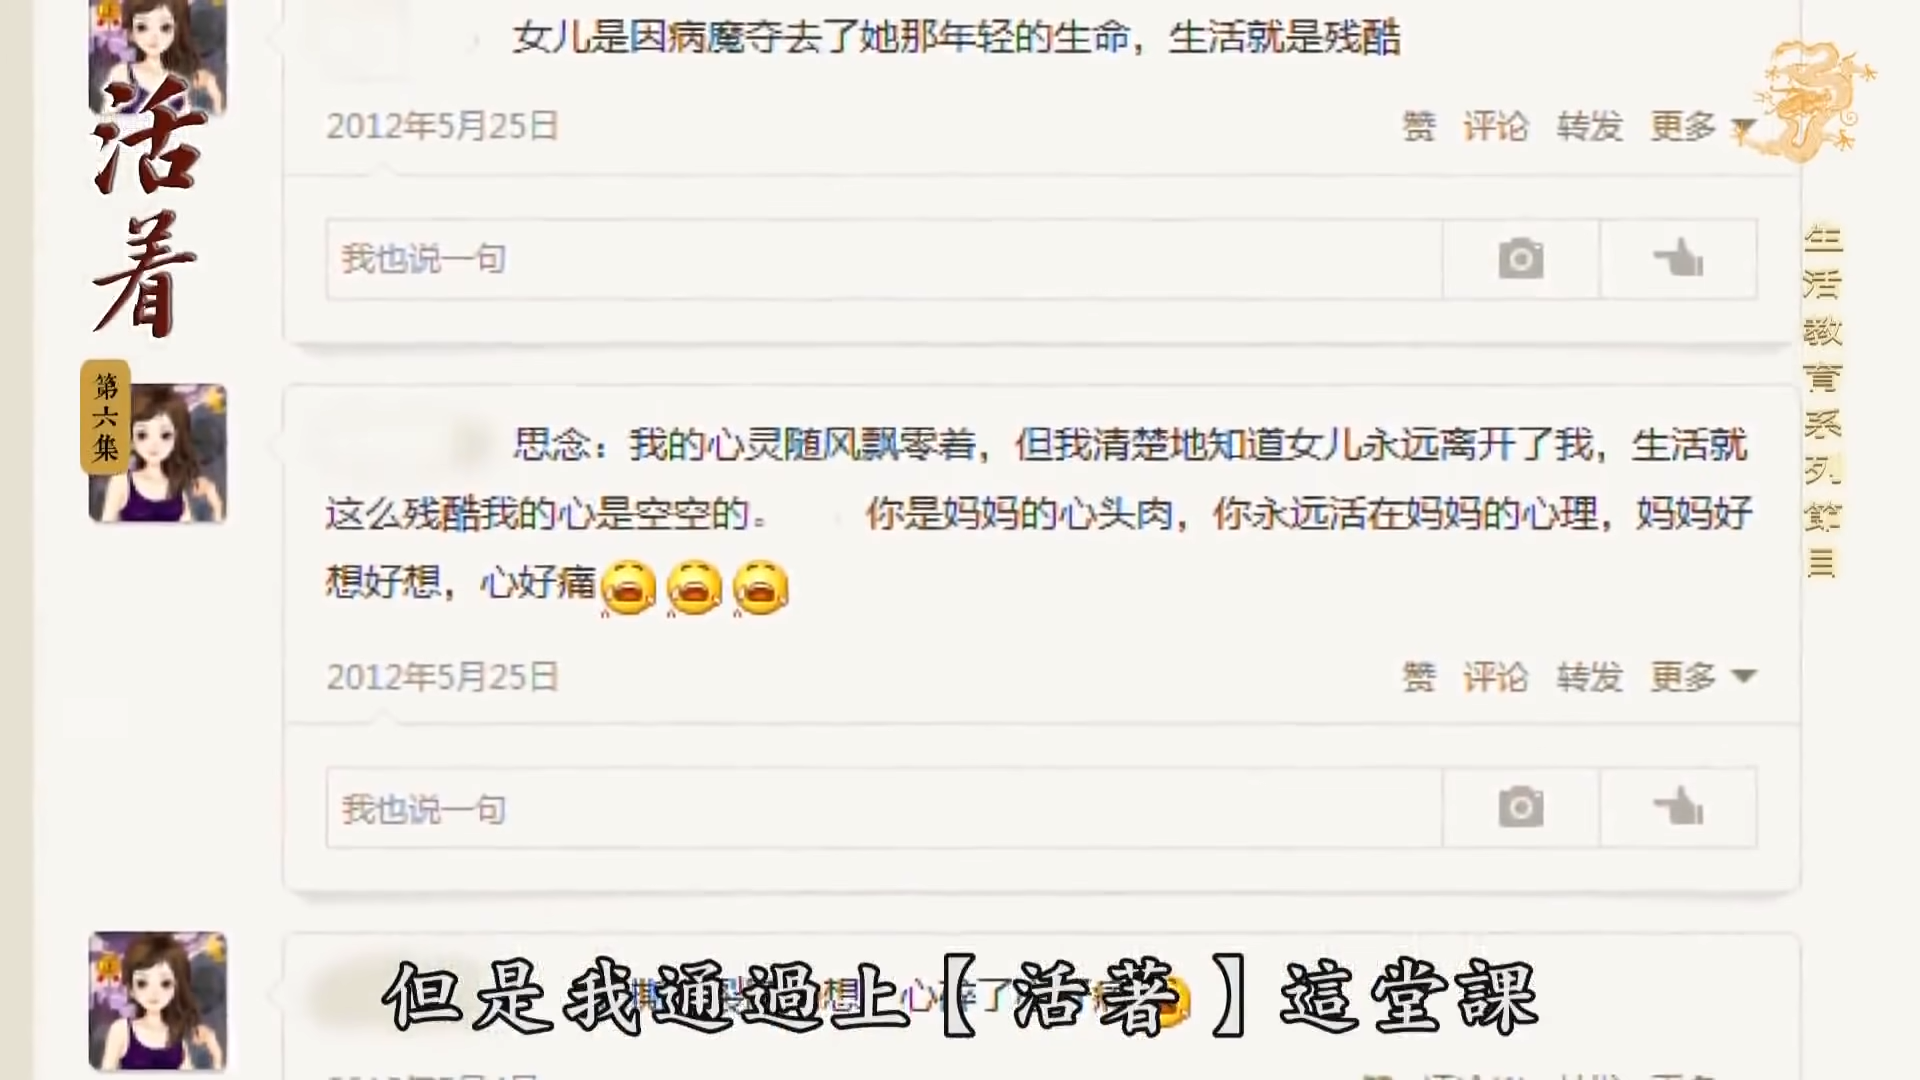 女儿是因病魔夺去了她那年轻的生命，生活就是残酷
2012年5月25日
赞 评论 转发 更多
我也说一句
活着
第六集
生活教育系列節目
思念：我的心灵随风飘零着，但我清楚地知道女儿永远离开了我，生活就
这么残酷我的心是空空的。 你是妈妈的心头肉，你永远活在妈妈的心理，妈妈好
想好想，心好痛
2012年5月25日
赞 评论 转发 更多
我也说一句
但是我通過上【活著】這堂課